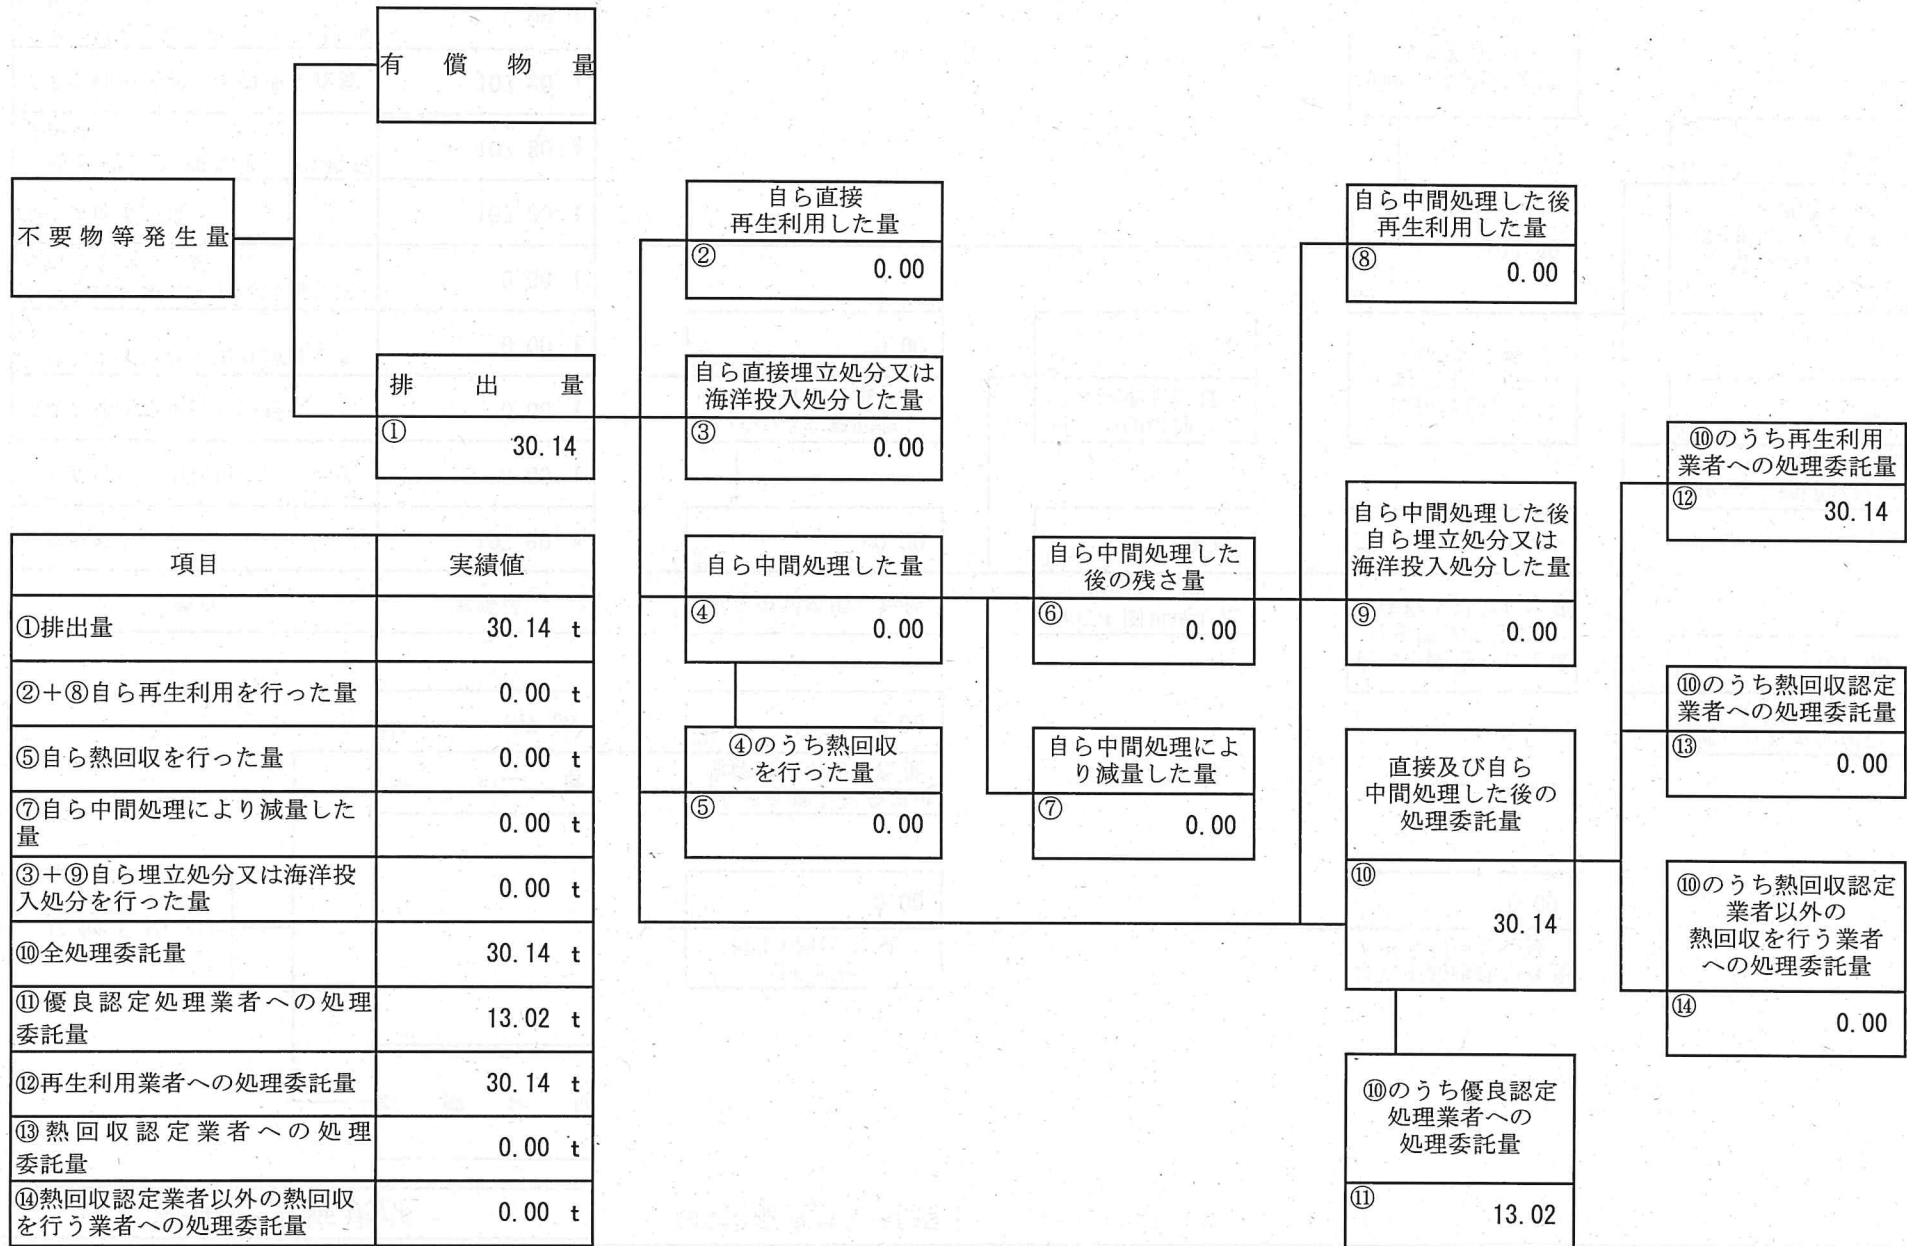 有償物量
不要物等発生量
排出量
①
30.14
自ら直接
再生利用した量
②
0.00
自ら直接埋立処分又は
海洋投入処分した量
③
0.00
自ら中間処理した量
④
0.00
④のうち熱回収
を行った量
⑤
0.00
自ら中間処理した
後の残さ量
⑥
0.00
自ら中間処理によ
り減量した量
⑦
0.00
自ら中間処理した後
再生利用した量
⑧
0.00
自ら中間処理した後
自ら埋立処分又は
海洋投入処分した量
⑨
0.00
直接及び自ら
中間処理した後の
処理委託量
⑩
30.14
⑩のうち優良認定
処理業者への
処理委託量
⑪
13.02
⑩のうち再生利用
業者への処理委託量
⑫
30.14
⑩のうち熱回収認定
業者への処理委託量
⑬
0.00
⑩のうち熱回収認定
業者以外の
熱回収を行う業者
への処理委託量
⑭
0.00
項目 実績値
①排出量 30.14 t
②＋⑧自ら再生利用を行った量 0.00 t
⑤自ら熱回収を行った量 0.00 t
⑦自ら中間処理により減量した
量 0.00 t
③＋⑨自ら埋立処分又は海洋投
入処分を行った量 0.00 t
⑩全処理委託量 30.14 t
⑪優良認定処理業者への処理
委託量 13.02 t
⑫再生利用業者への処理委託量 30.14 t
⑬熱回収認定業者への処理
委託量 0.00 t
⑭熱回収認定業者以外の熱回収
を行う業者への処理委託量 0.00 t